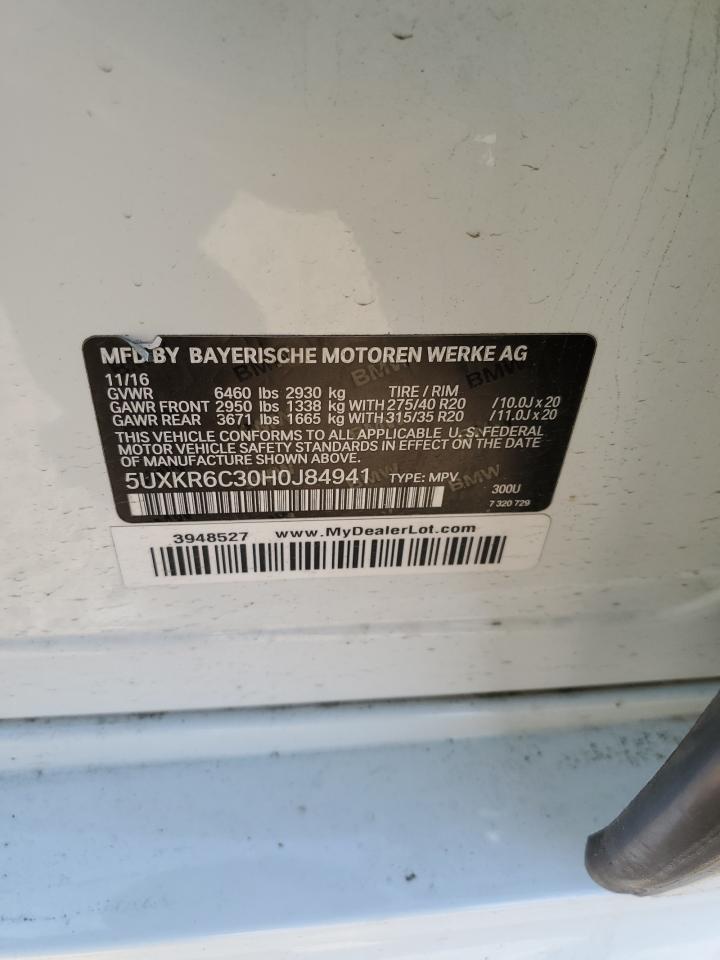 MFD BY BAYERISCHE MOTOREN WERKE AG
11/16
GVWR 6460 lbs 2930 kg TIRE / RIM
GAWR FRONT 2950 lbs 1338 kg WITH 275/40 R20 /10.0J x 20
GAWR REAR 3671 lbs 1665 kg WITH 315/35 R20 /11.0J x 20
THIS VEHICLE CONFORMS TO ALL APPLICABLE U.S. FEDERAL
MOTOR VEHICLE SAFETY STANDARDS IN EFFECT ON THE DATE
OF MANUFACTURE SHOWN ABOVE.
5UXKR6C30H0J84941 TYPE: MPV 300U
7 320 729
3948527 www.MyDealerLot.com